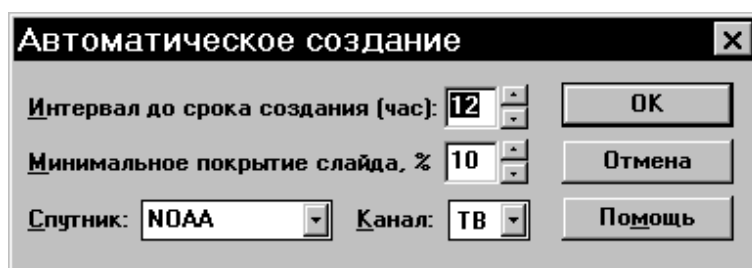 Автоматическое создание
Интервал до срока создания (час): 12 OK
Минимальное покрытие слайда, % 10 Отмена
Спутник: NOAA Канал: ТВ Помощь